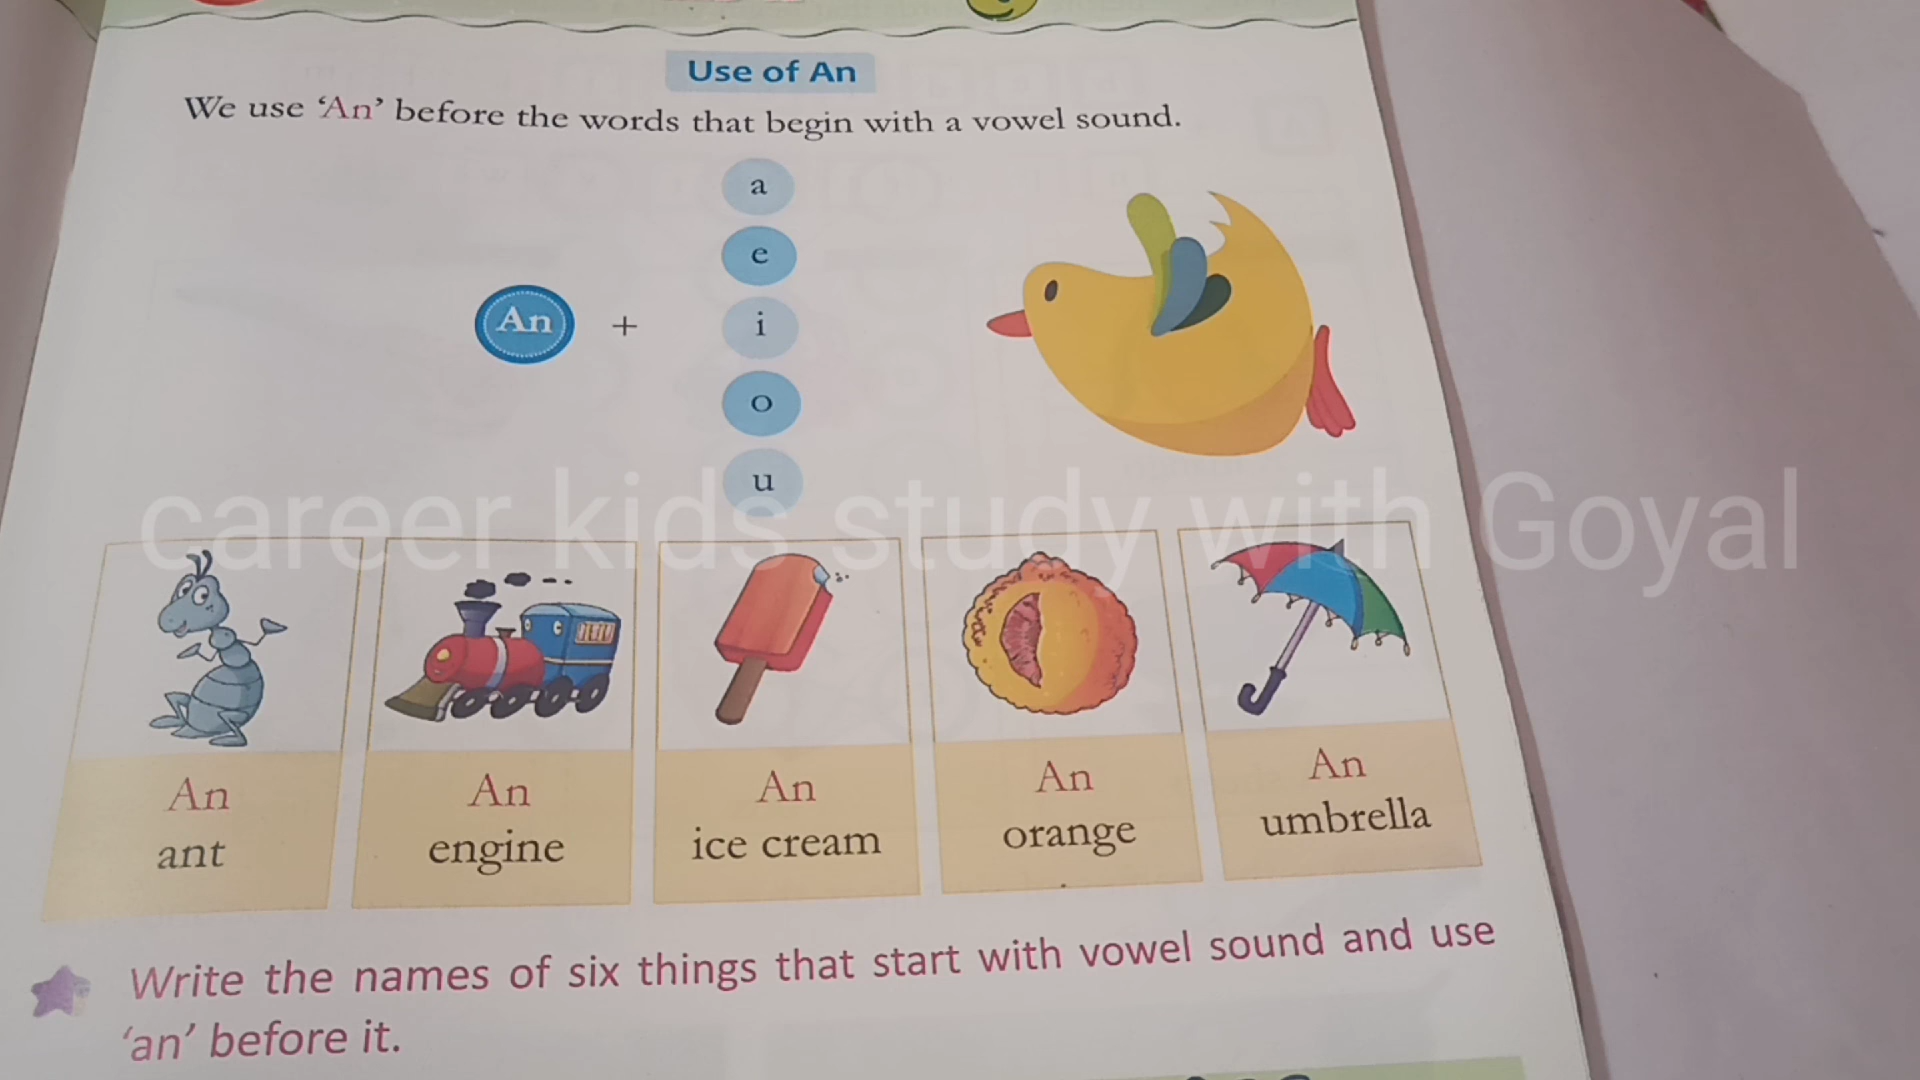 Use of An
We use ‘An’ before the words that begin with a vowel sound.
a
e
An + i
o
u
career kids study with Goyal
An
ant
An
engine
An
ice cream
An
orange
An
umbrella
Write the names of six things that start with vowel sound and use
‘an’ before it.